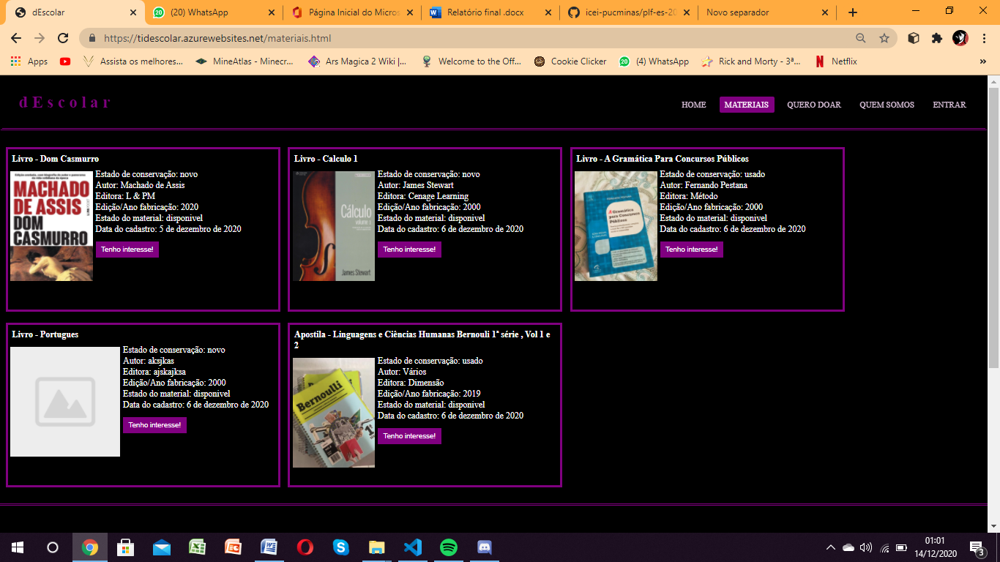 dEscolar
(20) WhatsApp
Página Inicial do Micros
Relatório final .docx
icei-pucminas/plf-es-20
Novo separador
https://tidescolar.azurewebsites.net/materiais.html
Apps
Assista os melhores...
MineAtlas - Minecr...
Ars Magica 2 Wiki |...
Welcome to the Off...
Cookie Clicker
(4) WhatsApp
Rick and Morty - 3ª...
Netflix
»
dEscolar
HOME
MATERIAIS
QUERO DOAR
QUEM SOMOS
ENTRAR
Livro - Dom Casmurro
MACHADO
DE ASSIS
DOM
CASMURRO
Estado de conservação: novo
Autor: Machado de Assis
Editora: L & PM
Edição/Ano fabricação: 2020
Estado do material: disponivel
Data do cadastro: 5 de dezembro de 2020
Tenho interesse!
Livro - Calculo 1
Cálculo
James Stewart
Estado de conservação: novo
Autor: James Stewart
Editora: Cenage Learning
Edição/Ano fabricação: 2000
Estado do material: disponivel
Data do cadastro: 6 de dezembro de 2020
Tenho interesse!
Livro - A Gramática Para Concursos Públicos
A Gramática
para Concursos
Públicos
Estado de conservação: usado
Autor: Fernando Pestana
Editora: Método
Edição/Ano fabricação: 2000
Estado do material: disponivel
Data do cadastro: 6 de dezembro de 2020
Tenho interesse!
Livro - Portugues
Estado de conservação: novo
Autor: aksjkas
Editora: ajskajksa
Edição/Ano fabricação: 2000
Estado do material: disponivel
Data do cadastro: 6 de dezembro de 2020
Tenho interesse!
Apostila - Linguagens e Ciências Humanas Bernouli 1ª série , Vol 1 e
2
Bernoulli
Estado de conservação: usado
Autor: Vários
Editora: Dimensão
Edição/Ano fabricação: 2019
Estado do material: disponivel
Data do cadastro: 6 de dezembro de 2020
Tenho interesse!
01:01
14/12/2020
3